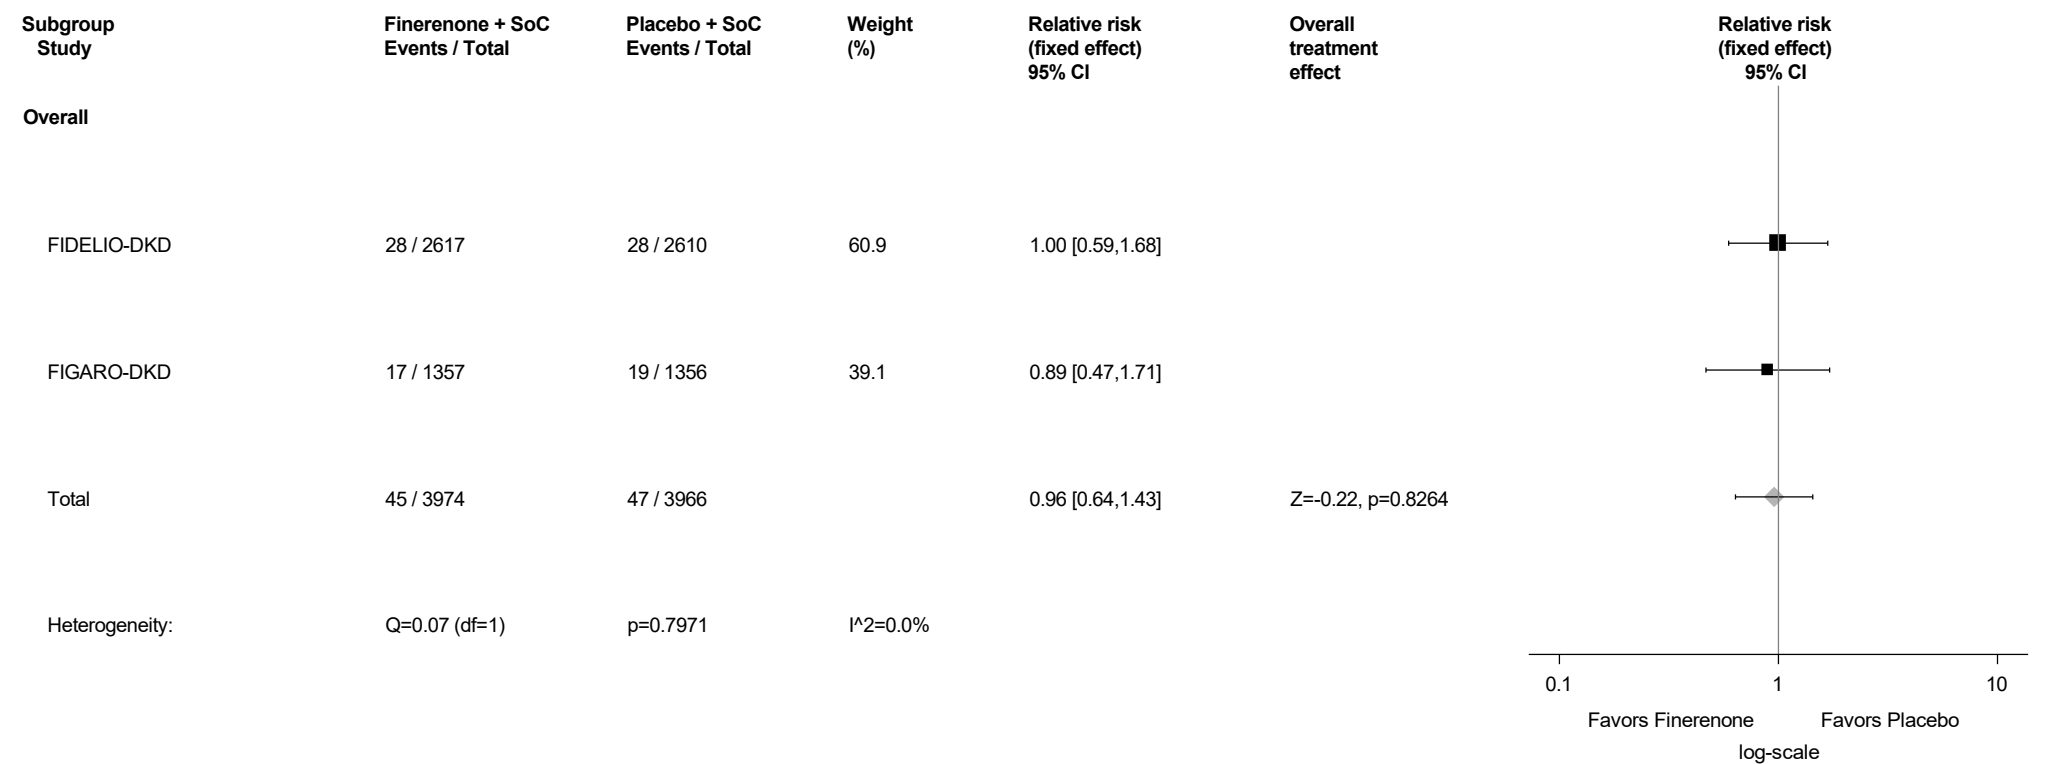 Subgroup Finerenone + SoC Placebo + SoC Weight Relative risk Overall Relative risk
Study Events / Total Events / Total (%) (fixed effect) treatment (fixed effect)
95% CI effect 95% CI
Overall
FIDELIO-DKD 28 / 2617 28 / 2610 60.9 1.00 [0.59,1.68]
FIGARO-DKD 17 / 1357 19 / 1356 39.1 0.89 [0.47,1.71]
Total 45 / 3974 47 / 3966 0.96 [0.64,1.43] Z=-0.22, p=0.8264
Heterogeneity: Q=0.07 (df=1) p=0.7971 I^2=0.0%
0.1 1 10
Favors Finerenone Favors Placebo
log-scale